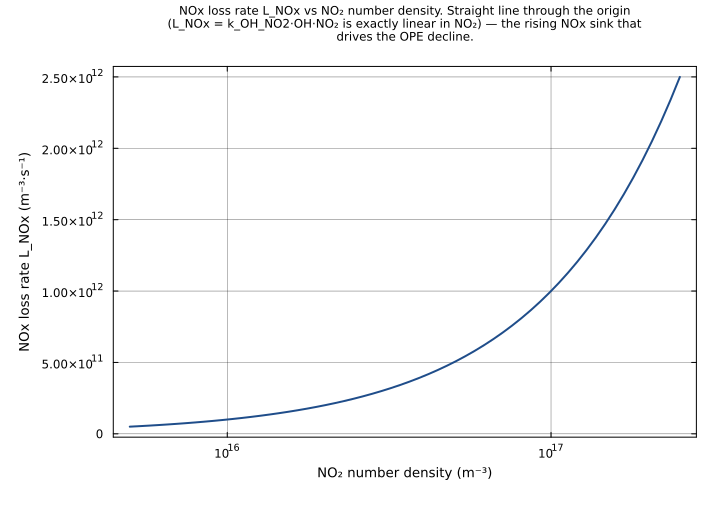 NOx loss rate L_NOx vs NO₂ number density. Straight line through the origin
(L_NOx = k_OH_NO2·OH·NO₂ is exactly linear in NO₂) — the rising NOx sink that
drives the OPE decline.
2.50×10¹²
2.00×10¹²
1.50×10¹²
1.00×10¹²
5.00×10¹¹
0
NOx loss rate L_NOx (m⁻³·s⁻¹)
10¹⁶
10¹⁷
NO₂ number density (m⁻³)